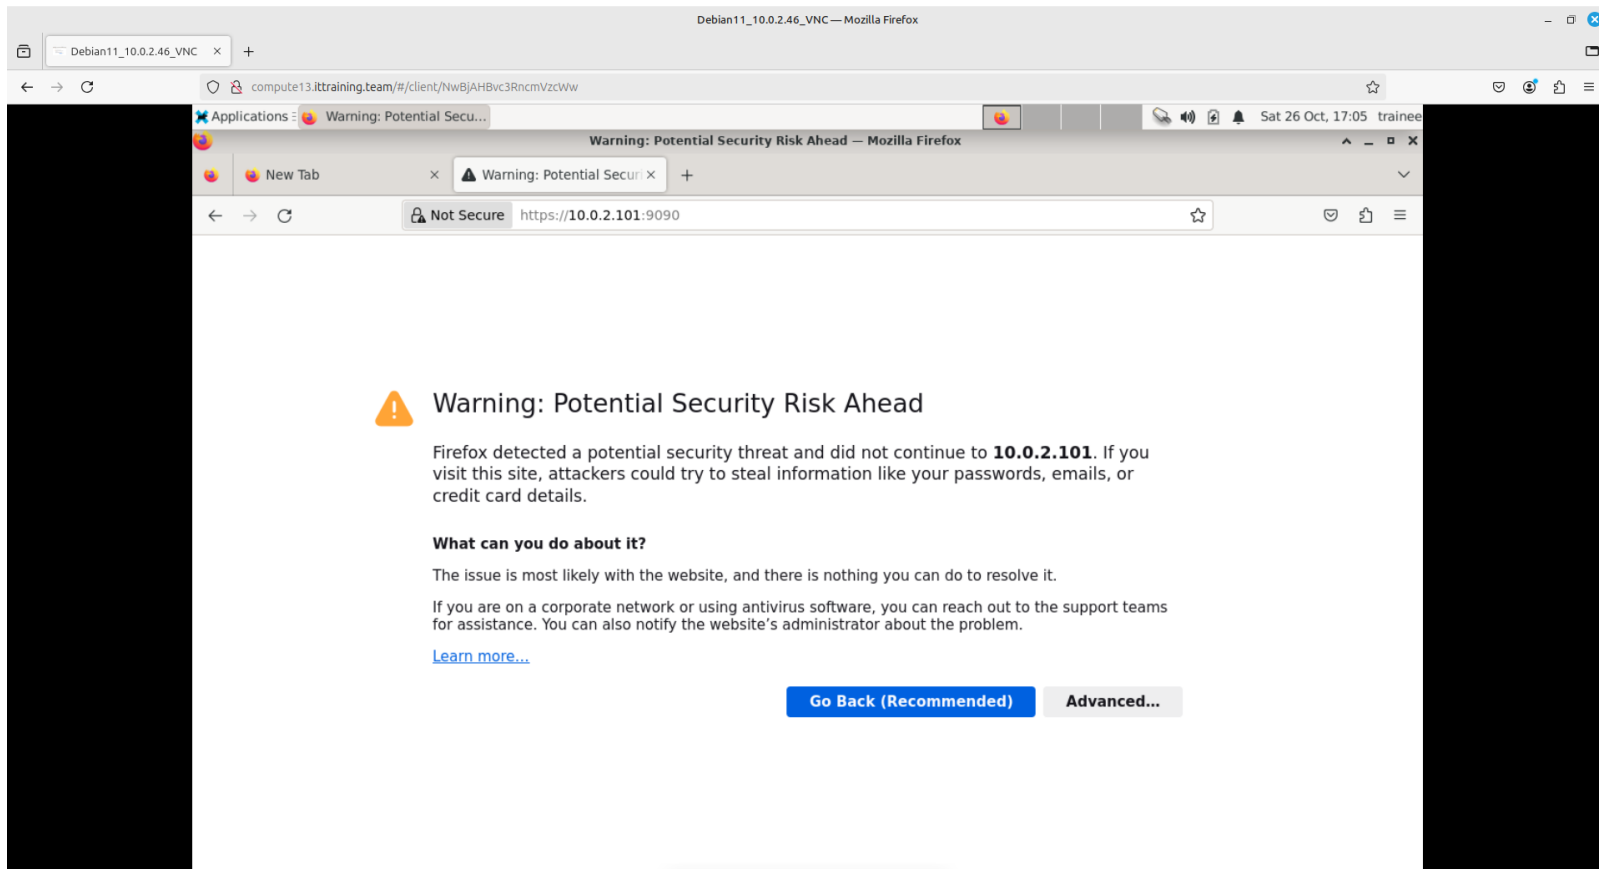 Debian11_10.0.2.46_VNC — Mozilla Firefox
Debian11_10.0.2.46_VNC
compute13.ittraining.team/#/client/NwBjAHBvc3RncmVzcWw
Applications
Warning: Potential Secu...
Sat 26 Oct, 17:05 trainee
Warning: Potential Security Risk Ahead — Mozilla Firefox
New Tab
Warning: Potential Securi
Not Secure https://10.0.2.101:9090
Warning: Potential Security Risk Ahead
Firefox detected a potential security threat and did not continue to 10.0.2.101. If you
visit this site, attackers could try to steal information like your passwords, emails, or
credit card details.
What can you do about it?
The issue is most likely with the website, and there is nothing you can do to resolve it.
If you are on a corporate network or using antivirus software, you can reach out to the support teams
for assistance. You can also notify the website’s administrator about the problem.
Learn more…
Go Back (Recommended)
Advanced…